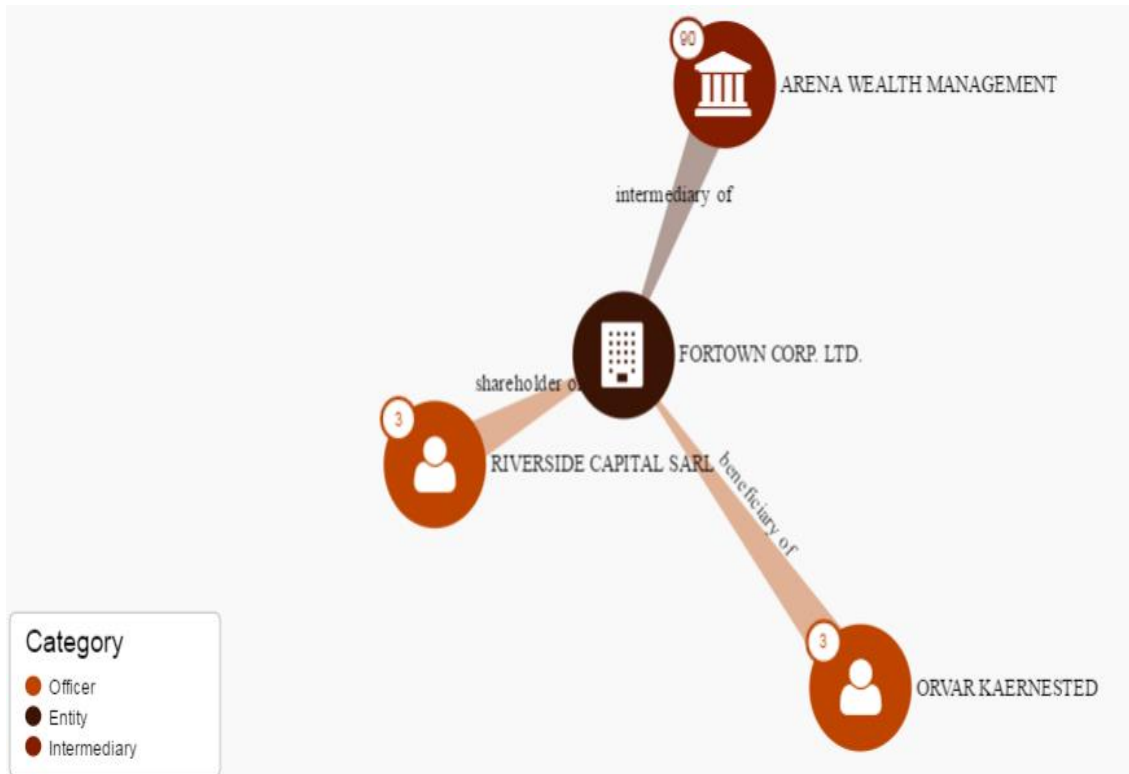 90
ARENA WEALTH MANAGEMENT
intermediary of
FORTOWN CORP. LTD.
shareholder of
3
RIVERSIDE CAPITAL SARL
beneficiary of
3
ORVAR KAERNESTED
Category
Officer
Entity
Intermediary